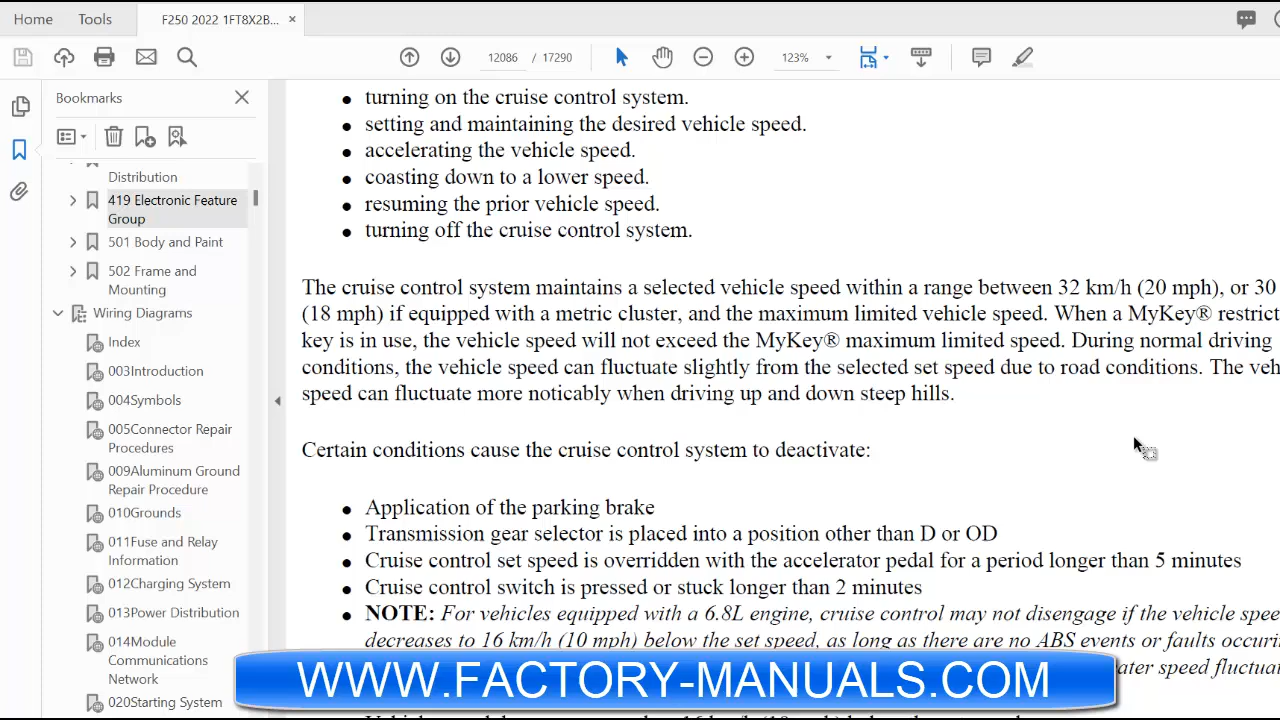 Home
Tools
F250 2022 1FT8X2B...
12086 / 17290
123%
Bookmarks
Distribution
419 Electronic Feature
Group
501 Body and Paint
502 Frame and
Mounting
Wiring Diagrams
Index
003Introduction
004Symbols
005Connector Repair
Procedures
009Aluminum Ground
Repair Procedure
010Grounds
011Fuse and Relay
Information
012Charging System
013Power Distribution
014Module
Communications
Network
020Starting System
turning on the cruise control system.
setting and maintaining the desired vehicle speed.
accelerating the vehicle speed.
coasting down to a lower speed.
resuming the prior vehicle speed.
turning off the cruise control system.
The cruise control system maintains a selected vehicle speed within a range between 32 km/h (20 mph), or 30
(18 mph) if equipped with a metric cluster, and the maximum limited vehicle speed. When a MyKey® restrict
key is in use, the vehicle speed will not exceed the MyKey® maximum limited speed. During normal driving
conditions, the vehicle speed can fluctuate slightly from the selected set speed due to road conditions. The veh
speed can fluctuate more noticably when driving up and down steep hills.
Certain conditions cause the cruise control system to deactivate:
Application of the parking brake
Transmission gear selector is placed into a position other than D or OD
Cruise control set speed is overridden with the accelerator pedal for a period longer than 5 minutes
Cruise control switch is pressed or stuck longer than 2 minutes
NOTE: For vehicles equipped with a 6.8L engine, cruise control may not disengage if the vehicle spee
decreases to 16 km/h (10 mph) below the set speed, as long as there are no ABS events or faults occuri
ater speed fluctua
WWW.FACTORY-MANUALS.COM